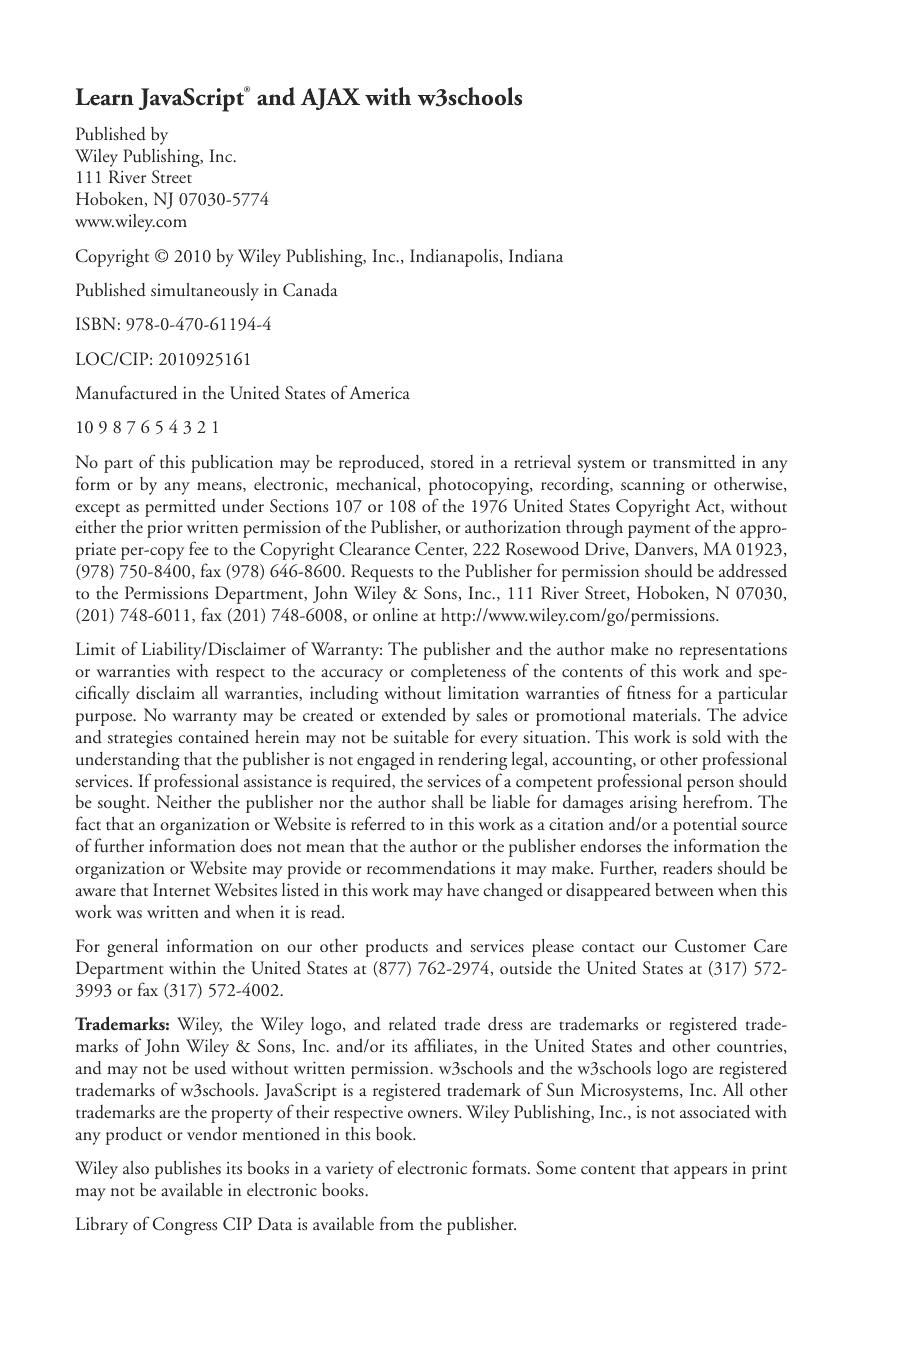 Learn JavaScript® and AJAX with w3schools
Published by
Wiley Publishing, Inc.
111 River Street
Hoboken, NJ 07030-5774
www.wiley.com
Copyright © 2010 by Wiley Publishing, Inc., Indianapolis, Indiana
Published simultaneously in Canada
ISBN: 978-0-470-61194-4
LOC/CIP: 2010925161
Manufactured in the United States of America
10 9 8 7 6 5 4 3 2 1
No part of this publication may be reproduced, stored in a retrieval system or transmitted in any
form or by any means, electronic, mechanical, photocopying, recording, scanning or otherwise,
except as permitted under Sections 107 or 108 of the 1976 United States Copyright Act, without
either the prior written permission of the Publisher, or authorization through payment of the appro-
priate per-copy fee to the Copyright Clearance Center, 222 Rosewood Drive, Danvers, MA 01923,
(978) 750-8400, fax (978) 646-8600. Requests to the Publisher for permission should be addressed
to the Permissions Department, John Wiley & Sons, Inc., 111 River Street, Hoboken, N 07030,
(201) 748-6011, fax (201) 748-6008, or online at http://www.wiley.com/go/permissions.
Limit of Liability/Disclaimer of Warranty: The publisher and the author make no representations
or warranties with respect to the accuracy or completeness of the contents of this work and spe-
cifically disclaim all warranties, including without limitation warranties of fitness for a particular
purpose. No warranty may be created or extended by sales or promotional materials. The advice
and strategies contained herein may not be suitable for every situation. This work is sold with the
understanding that the publisher is not engaged in rendering legal, accounting, or other professional
services. If professional assistance is required, the services of a competent professional person should
be sought. Neither the publisher nor the author shall be liable for damages arising herefrom. The
fact that an organization or Website is referred to in this work as a citation and/or a potential source
of further information does not mean that the author or the publisher endorses the information the
organization or Website may provide or recommendations it may make. Further, readers should be
aware that Internet Websites listed in this work may have changed or disappeared between when this
work was written and when it is read.
For general information on our other products and services please contact our Customer Care
Department within the United States at (877) 762-2974, outside the United States at (317) 572-
3993 or fax (317) 572-4002.
Trademarks: Wiley, the Wiley logo, and related trade dress are trademarks or registered trade-
marks of John Wiley & Sons, Inc. and/or its affiliates, in the United States and other countries,
and may not be used without written permission. w3schools and the w3schools logo are registered
trademarks of w3schools. JavaScript is a registered trademark of Sun Microsystems, Inc. All other
trademarks are the property of their respective owners. Wiley Publishing, Inc., is not associated with
any product or vendor mentioned in this book.
Wiley also publishes its books in a variety of electronic formats. Some content that appears in print
may not be available in electronic books.
Library of Congress CIP Data is available from the publisher.